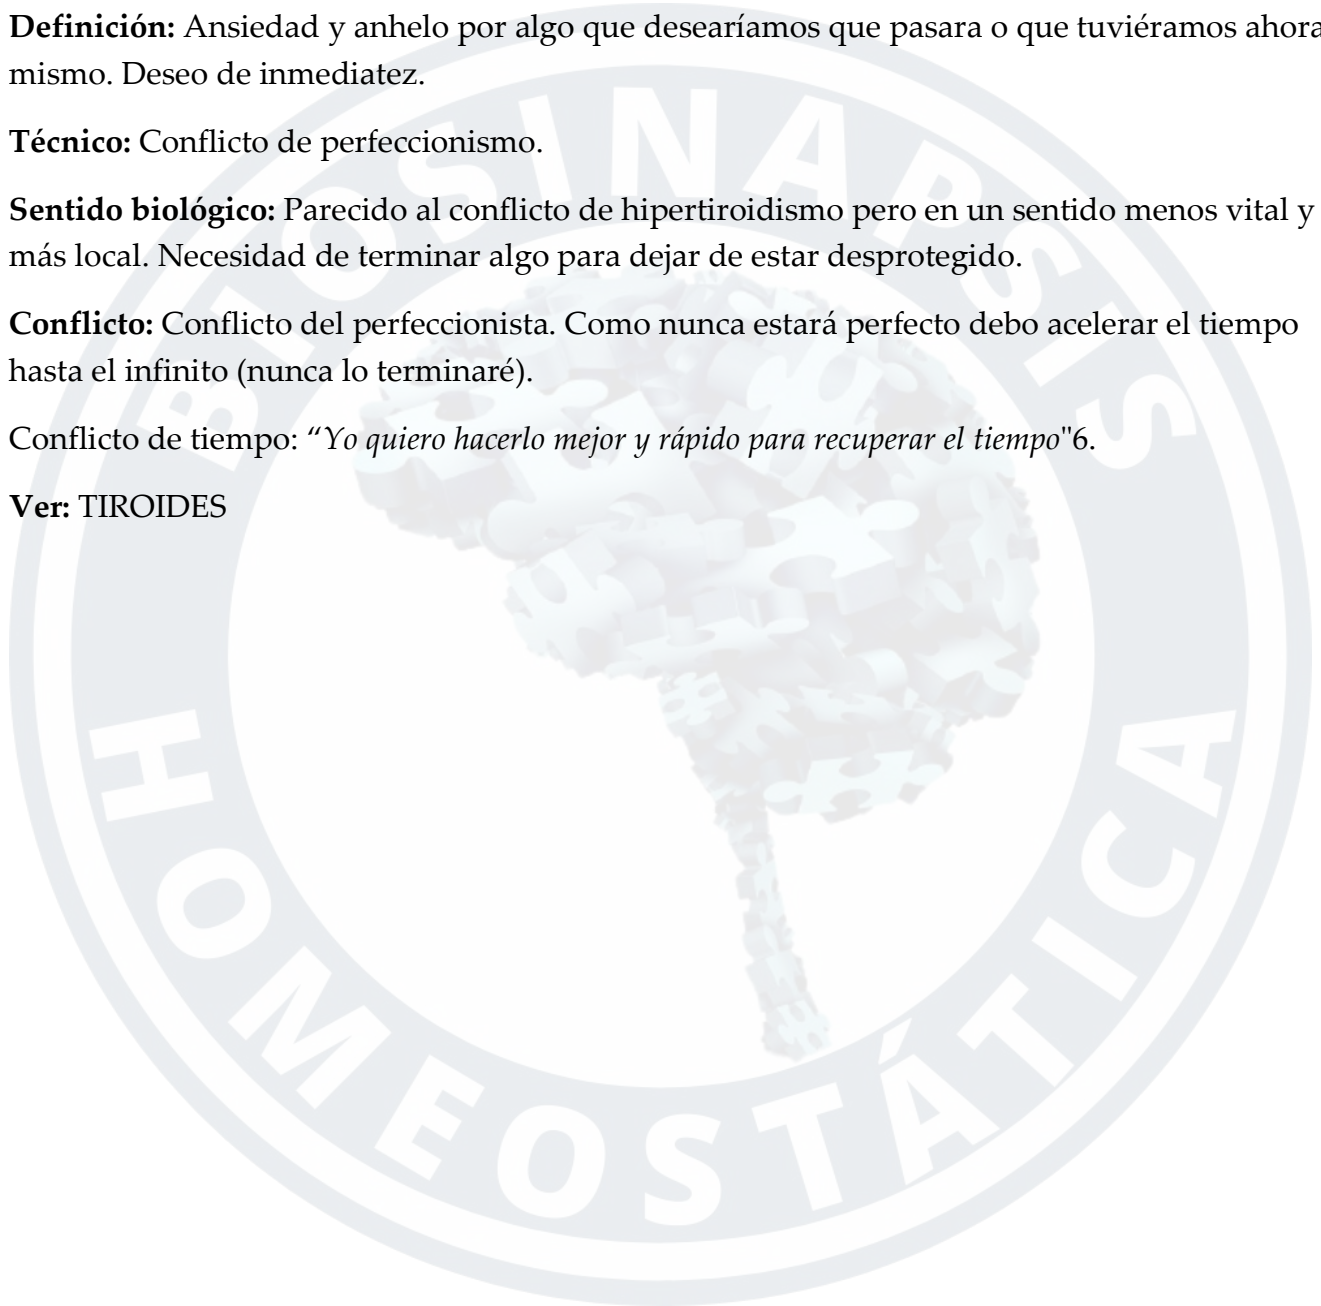 Definición: Ansiedad y anhelo por algo que desearíamos que pasara o que tuviéramos ahora
mismo. Deseo de inmediatez.
Técnico: Conflicto de perfeccionismo.
Sentido biológico: Parecido al conflicto de hipertiroidismo pero en un sentido menos vital y
más local. Necesidad de terminar algo para dejar de estar desprotegido.
Conflicto: Conflicto del perfeccionista. Como nunca estará perfecto debo acelerar el tiempo
hasta el infinito (nunca lo terminaré).
Conflicto de tiempo: “Yo quiero hacerlo mejor y rápido para recuperar el tiempo"6.
Ver: TIROIDES
BIOSINAPSIS
HOMEOSTÁTICA